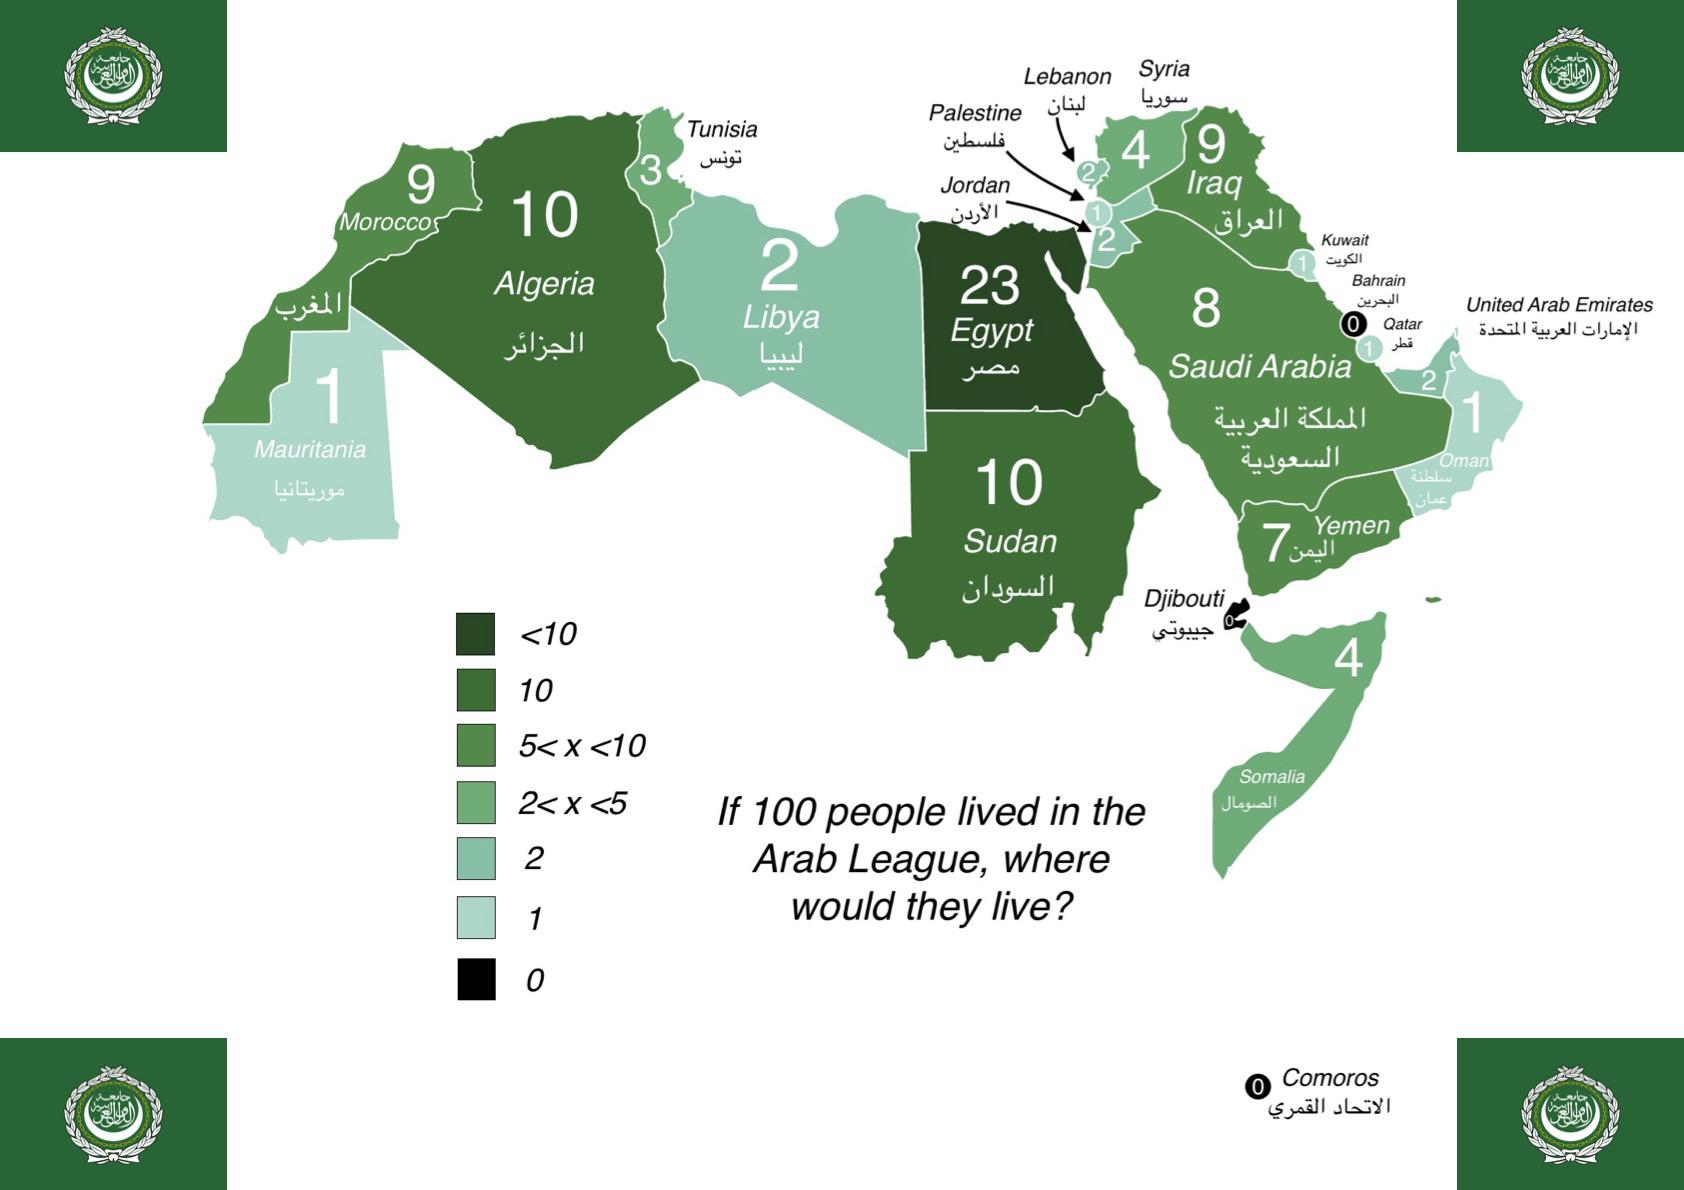 Lebanon
لبنان
Syria
سوريا
Palestine
فلسطين
Jordan
الأردن
Tunisia
تونس
3
9
Morocco
المغرب
10
Algeria
الجزائر
2
Libya
ليبيا
23
Egypt
مصر
2
1
2
4
9
Iraq
العراق
Kuwait
الكويت
1
Bahrain
البحرين
0
Qatar
قطر
1
United Arab Emirates
الإمارات العربية المتحدة
2
8
Saudi Arabia
المملكة العربية
السعودية
1
Oman
سلطنة
عمان
1
Mauritania
موريتانيا
10
Sudan
السودان
7 Yemen
اليمن
Djibouti
جيبوتي
0
4
Somalia
الصومال
<10
10
5< x <10
2< x <5
2
1
0
If 100 people lived in the
Arab League, where
would they live?
0 Comoros
الاتحاد القمري